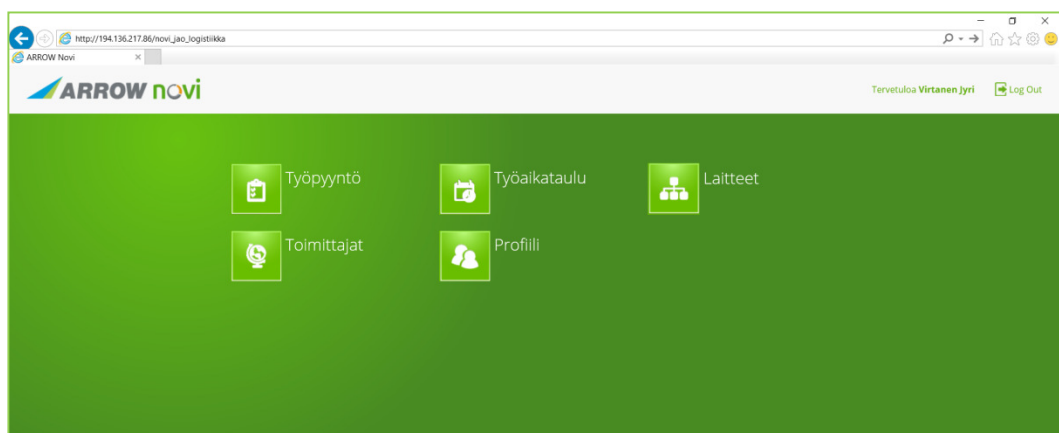 http://194.136.217.86/novi_jao_logistiikka
ARROW Novi
ARROW novi
Tervetuloa Virtanen Jyri Log Out
Työpyyntö Työaikataulu Laitteet
Toimittajat Profiili